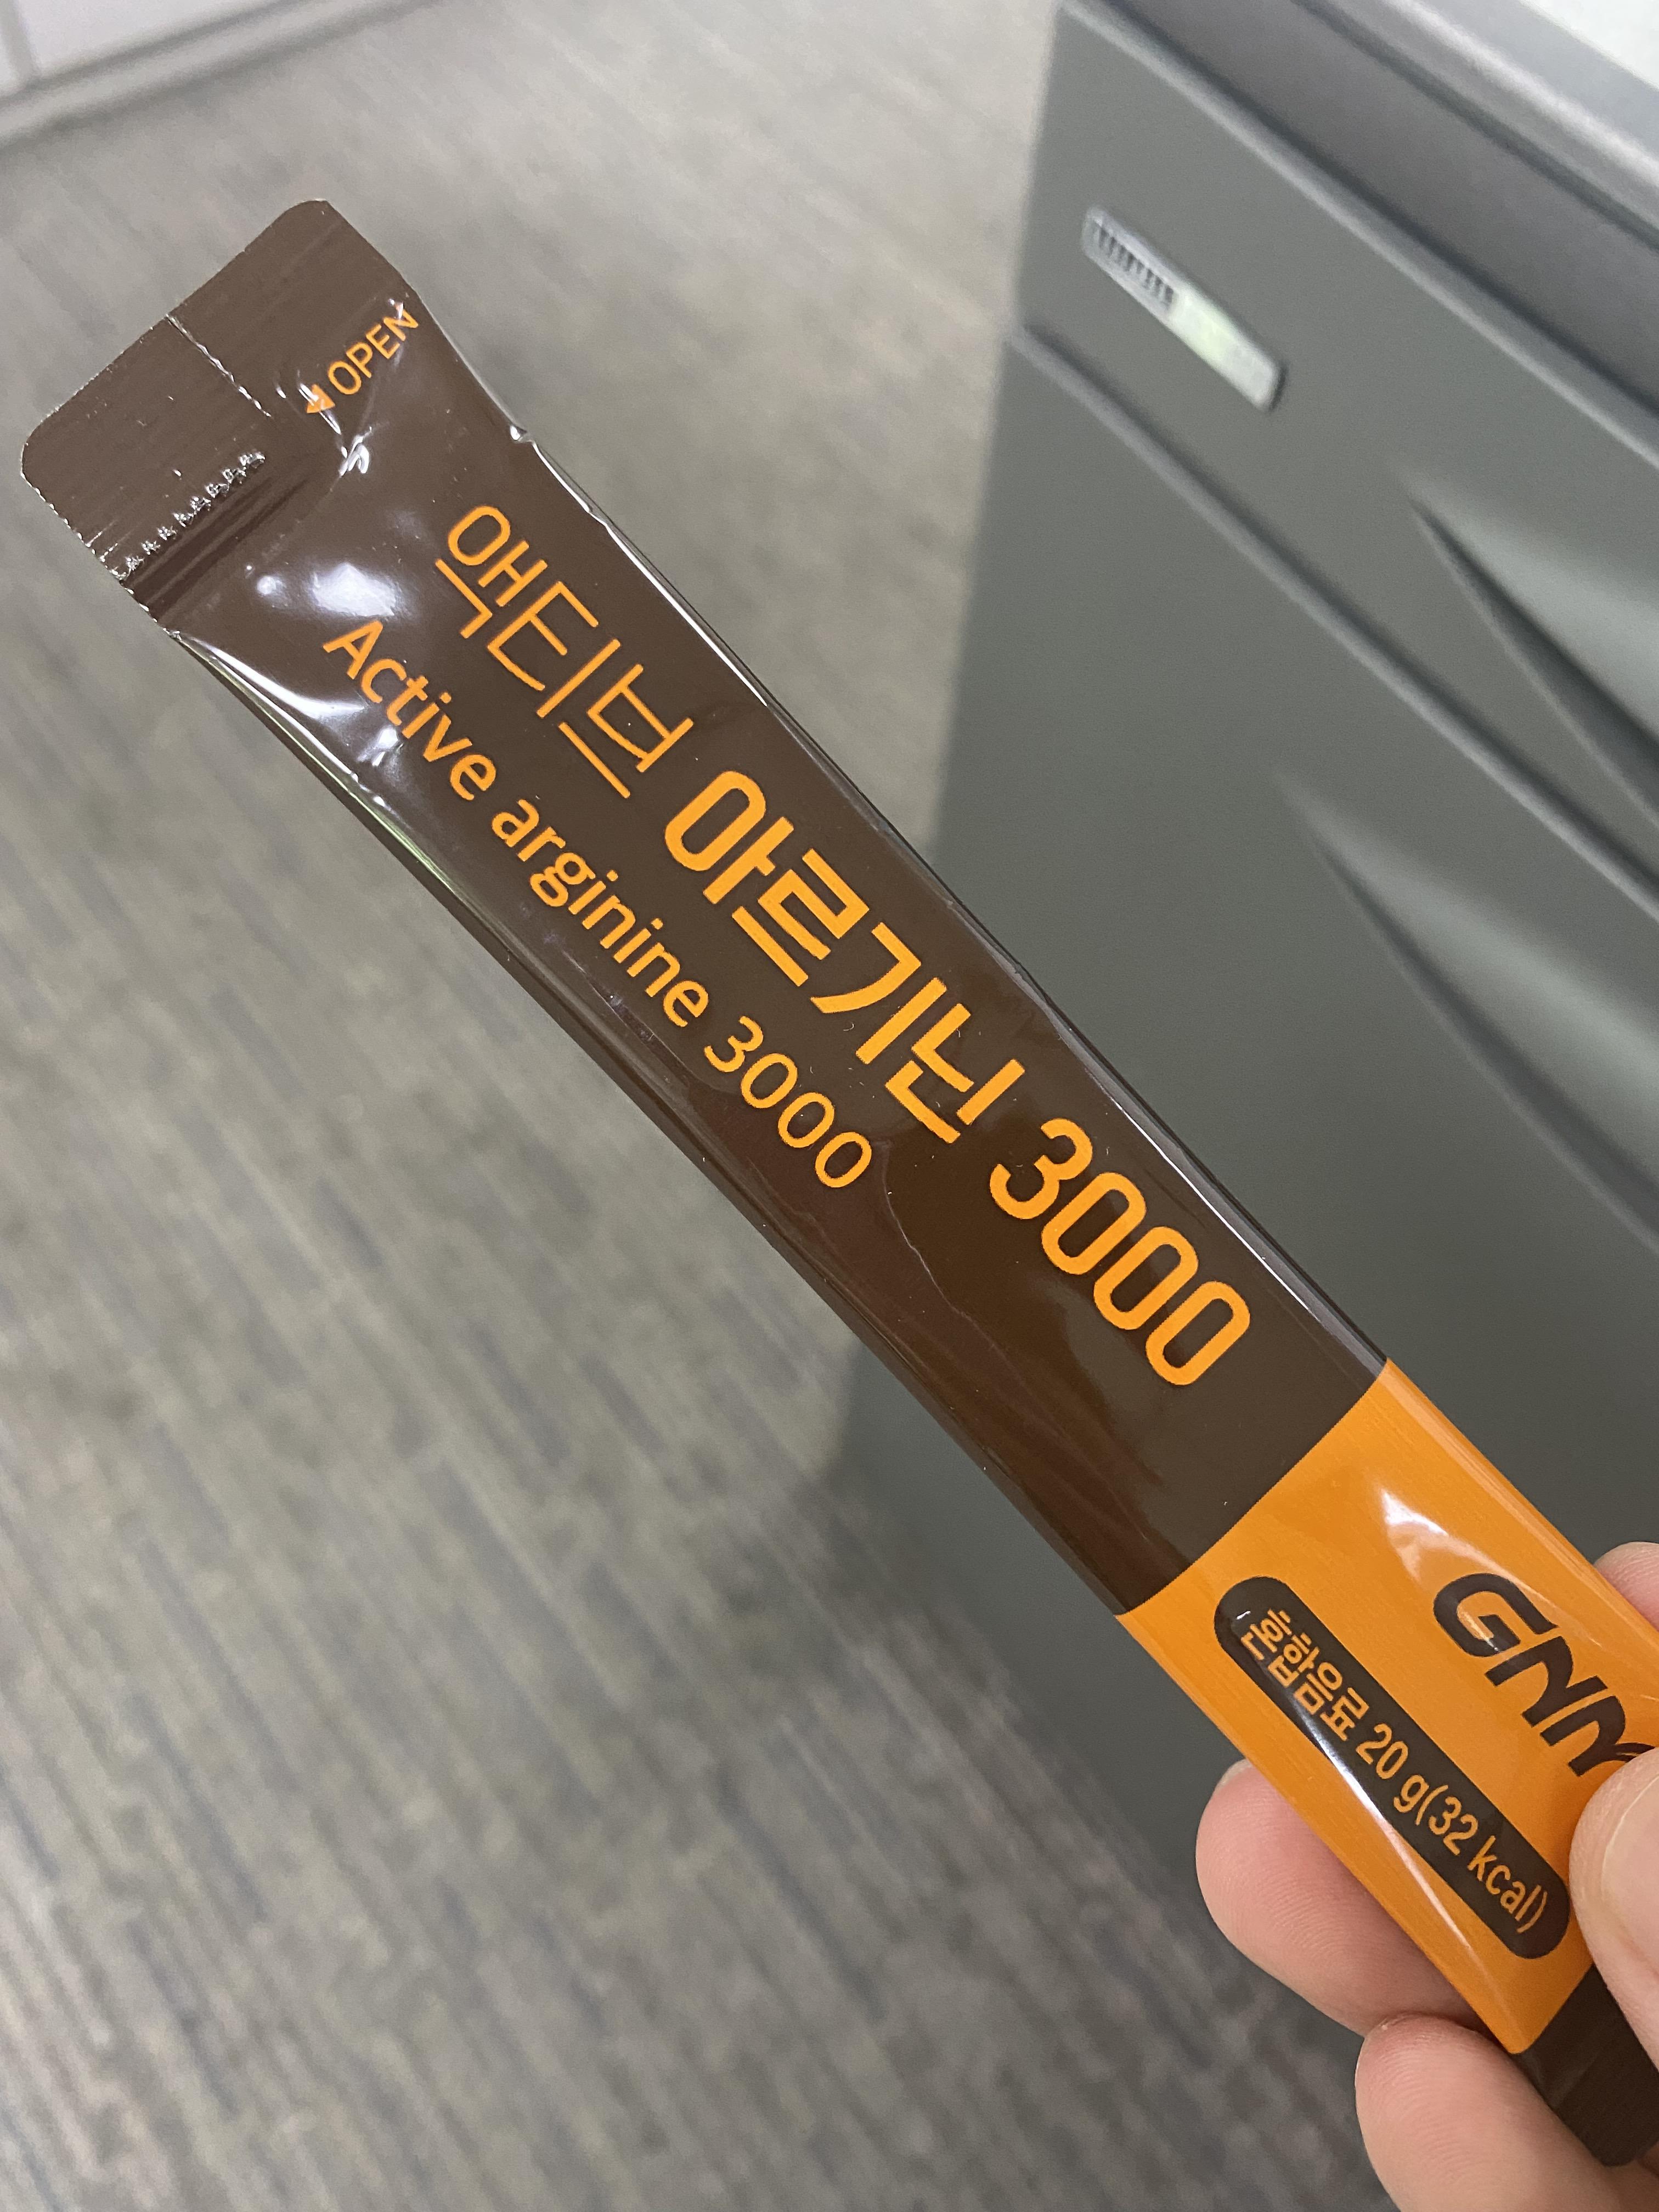 ◀ OPEN
액티브 아르기닌 3000
Active arginine 3000
GNM
혼합음료 20 g(32 kcal)